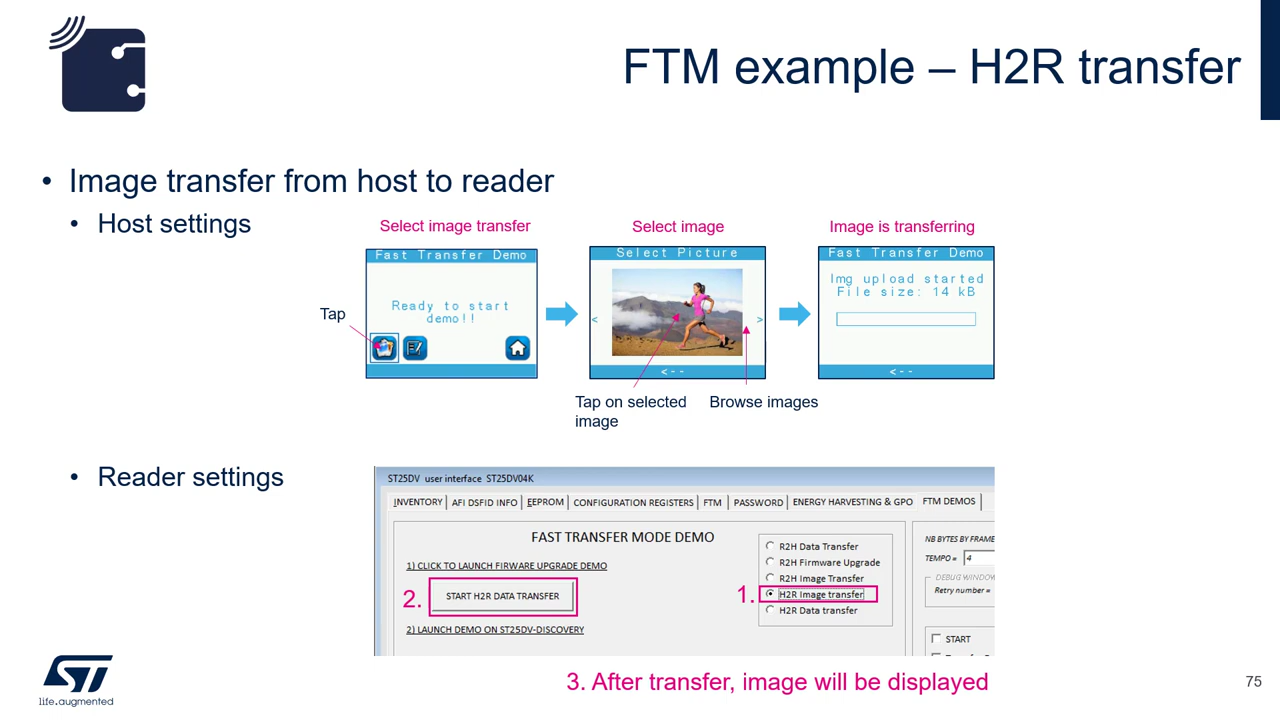 FTM example – H2R transfer
• Image transfer from host to reader
• Host settings
Select image transfer
Select image
Image is transferring
Fast Transfer Demo
Select Picture
Fast Transfer Demo
Ready to start
demo!!
Img upload started
File size: 14 kB
Tap
<
>
<--
<--
Tap on selected
image
Browse images
• Reader settings
ST25DV user interface ST25DV04K
INVENTORY
AFI DSFID INFO
EEPROM
CONFIGURATION REGISTERS
FTM
PASSWORD
ENERGY HARVESTING & GPO
FTM DEMOS
FAST TRANSFER MODE DEMO
1) CLICK TO LAUNCH FIRWARE UPGRADE DEMO
2.
START H2R DATA TRANSFER
2) LAUNCH DEMO ON ST25DV-DISCOVERY
R2H Data Transfer
R2H Firmware Upgrade
R2H Image Transfer
1.
H2R Image transfer
H2R Data transfer
NB BYTES BY FRAME
TEMPO = 4
DEBUG WINDOW
Retry number =
START
3. After transfer, image will be displayed
ST
life.augmented
75